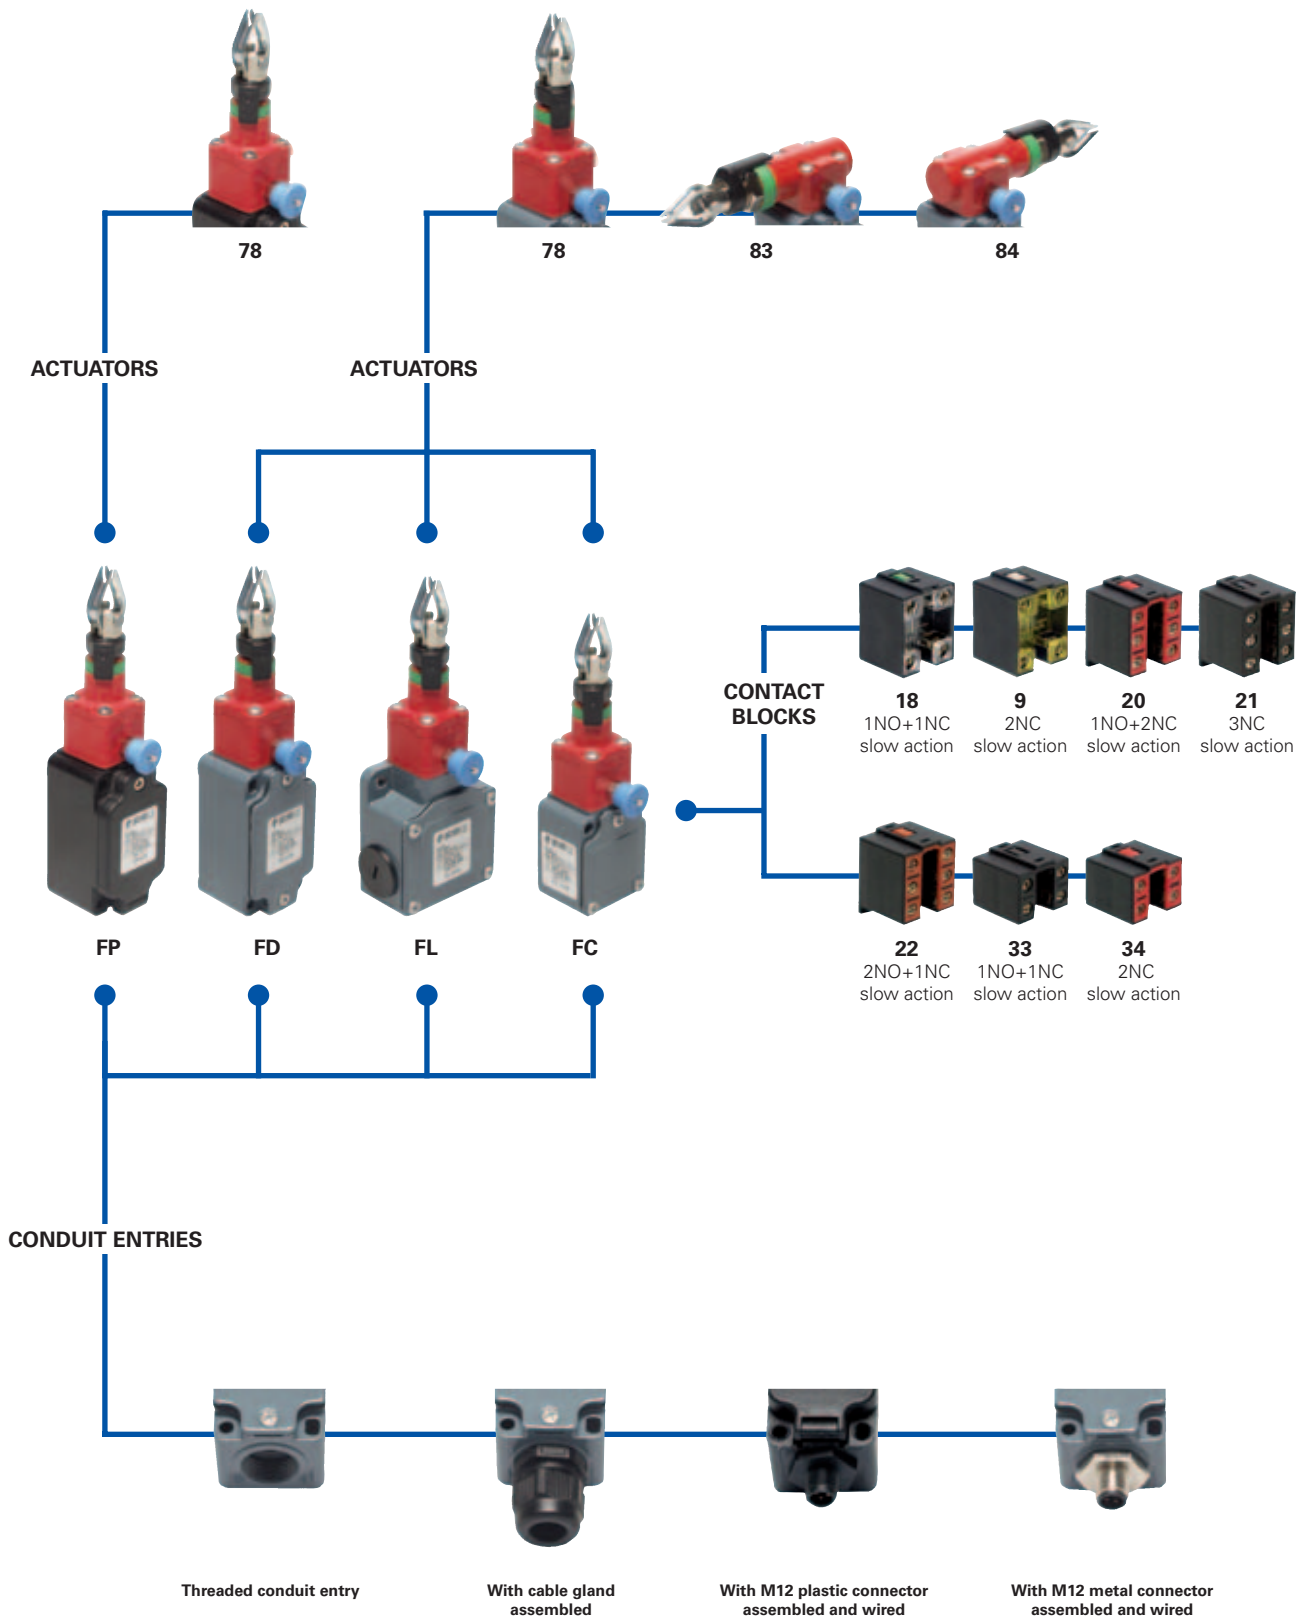 78
78
83
84
ACTUATORS
ACTUATORS
CONTACT
BLOCKS
18
1NO+1NC
slow action
9
2NC
slow action
20
1NO+2NC
slow action
21
3NC
slow action
22
2NO+1NC
slow action
33
1NO+1NC
slow action
34
2NC
slow action
FP
FD
FL
FC
CONDUIT ENTRIES
Threaded conduit entry
With cable gland
assembled
With M12 plastic connector
assembled and wired
With M12 metal connector
assembled and wired